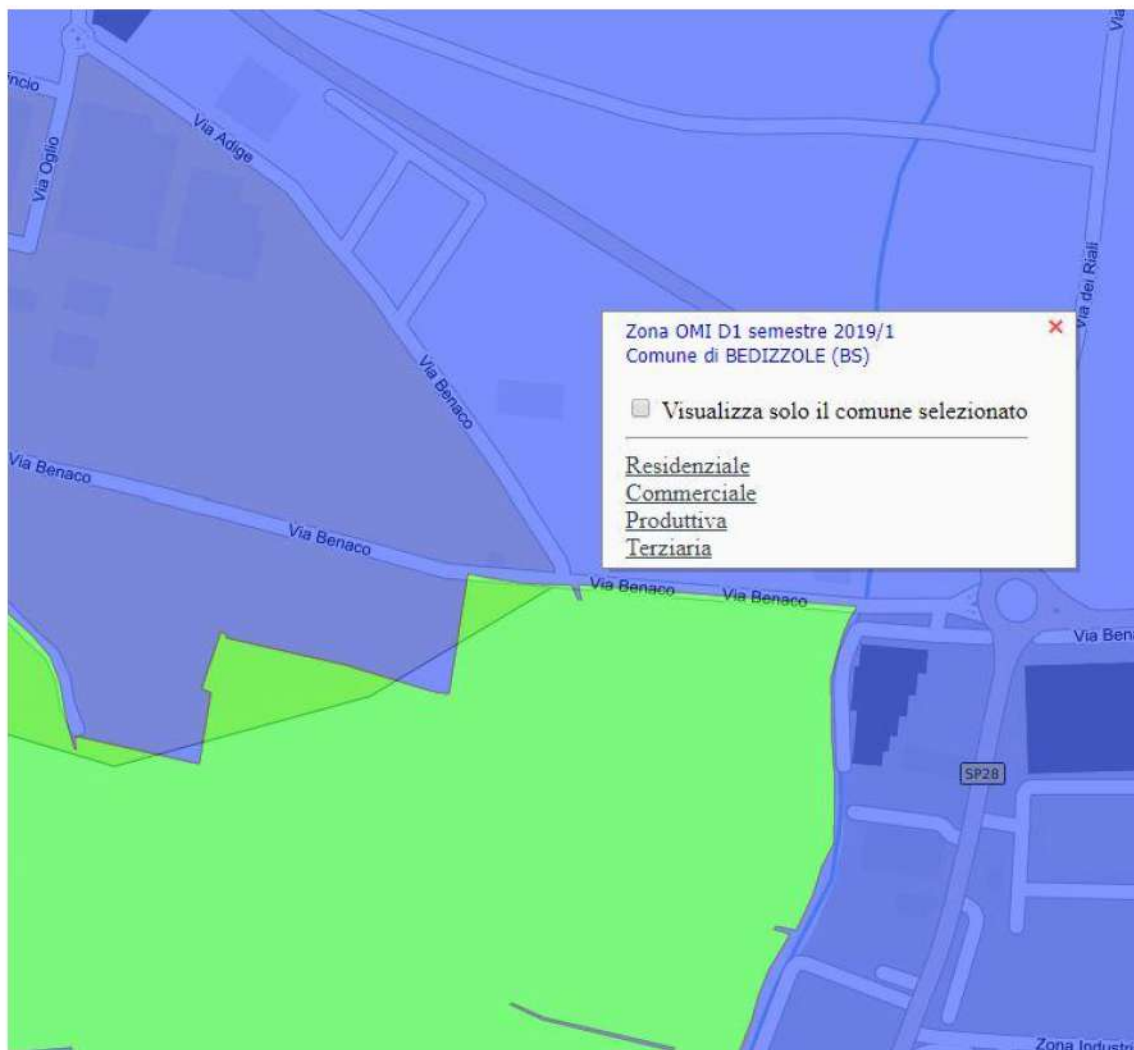 Via
incio
Via Adige
Via Oglio
Via dei Riali
Zona OMI D1 semestre 2019/1
Comune di BEDIZZOLE (BS)
Visualizza solo il comune selezionato
Residenziale
Commerciale
Produttiva
Terziaria
Via Benaco
Via Benaco
Via Benaco
Via Benaco
Via Benaco
Via Bena
SP28
Zona Industri